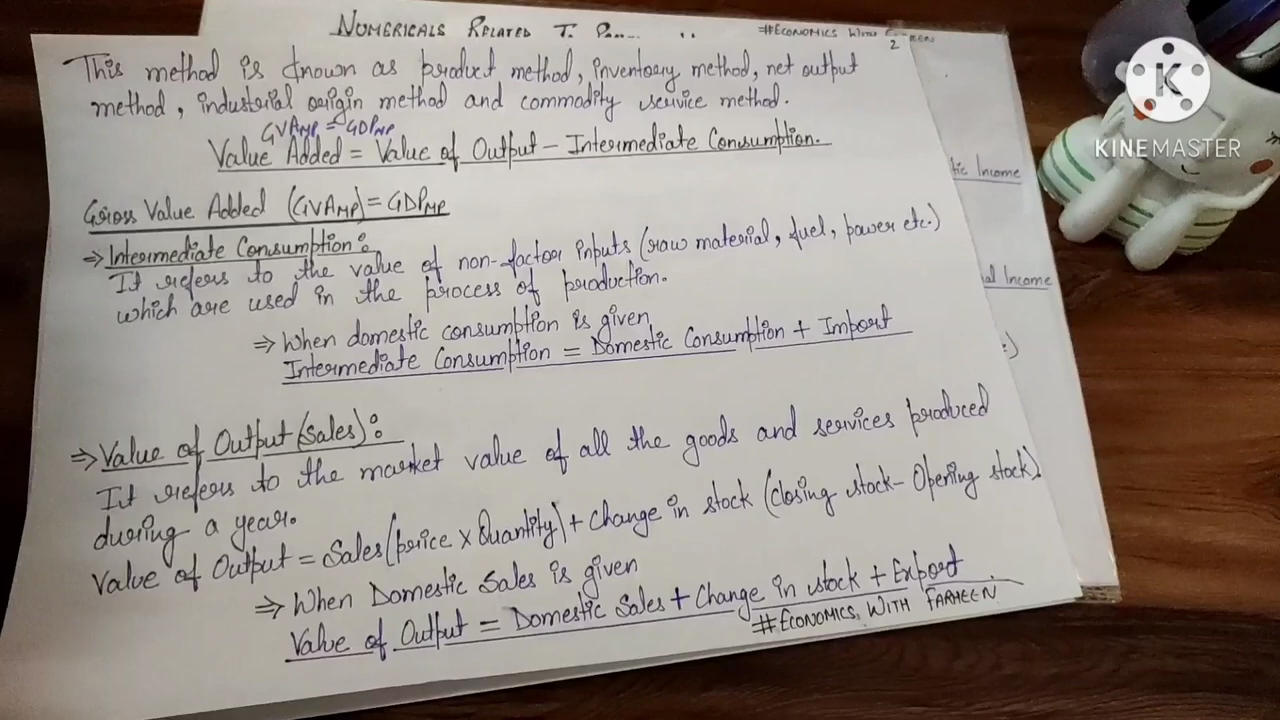 NUMERICALS RELATED T
#ECONOMICS WITH
2
This method is known as product method, inventory method, net output
method, industrial origin method and commodity service method.
GVAMP = GDPMP
Value Added = Value of Output - Intermediate Consumption.
Gross Value Added (GVAMP) = GDPMP
⇒ Intermediate Consumption:
It refers to the value of non-factor inputs (raw material, fuel, power etc.)
which are used in the process of production.
⇒ When domestic consumption is given
Intermediate Consumption = Domestic Consumption + Import
⇒ Value of Output (Sales):
It refers to the market value of all the goods and services produced
during a year.
Value of Output = Sales (price × Quantity) + Change in stock (closing stock - Opening stock).
⇒ When Domestic Sales is given
Value of Output = Domestic Sales + Change in stock + Export
#ECONOMICS WITH FARHEEN
tic Income
al Income
K
KINEMASTER